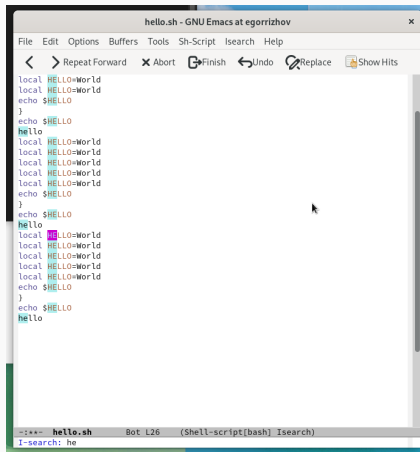 hello.sh - GNU Emacs at egorrizhov ×
File Edit Options Buffers Tools Sh-Script Isearch Help
Repeat Forward Abort Finish Undo Replace Show Hits
local HELLO=World
local HELLO=World
echo $HELLO
}
echo $HELLO
hello
local HELLO=World
local HELLO=World
local HELLO=World
local HELLO=World
local HELLO=World
echo $HELLO
}
echo $HELLO
hello
local HELLO=World
local HELLO=World
local HELLO=World
local HELLO=World
local HELLO=World
echo $HELLO
}
echo $HELLO
hello
-:**- hello.sh Bot L26 (Shell-script[bash] Isearch)
I-search: he